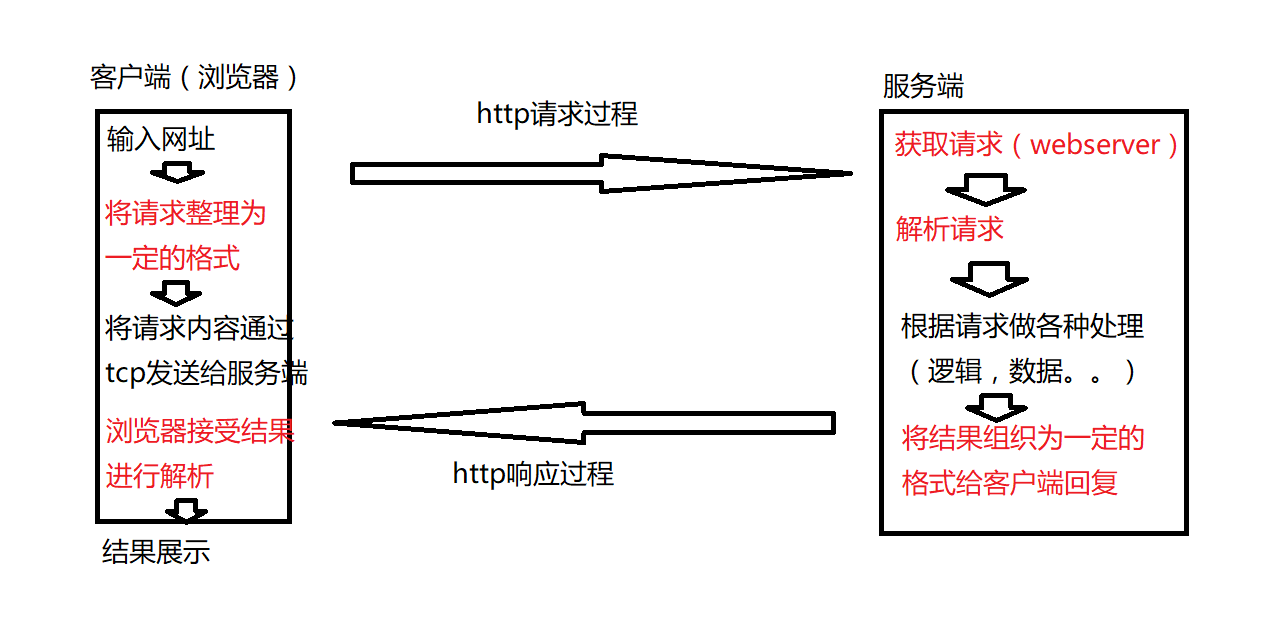 客户端（浏览器）
输入网址
将请求整理为
一定的格式
将请求内容通过
tcp发送给服务端
浏览器接受结果
进行解析
结果展示
http请求过程
http响应过程
服务端
获取请求（webserver）
解析请求
根据请求做各种处理
（逻辑，数据。。）
将结果组织为一定的
格式给客户端回复